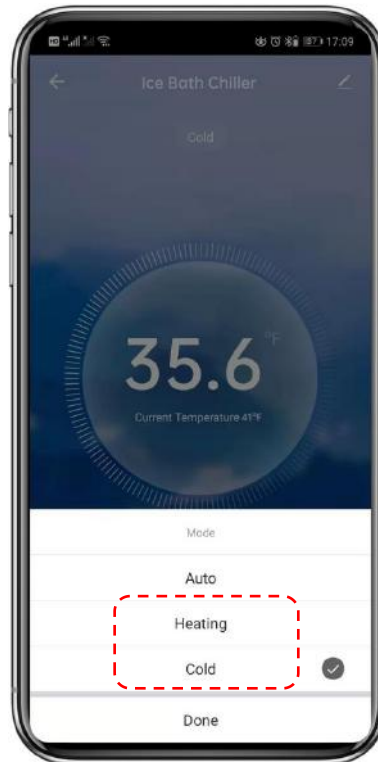 17:09
Ice Bath Chiller
Cold
35.6 °F
Current Temperature 41°F
Mode
Auto
Heating
Cold
Done